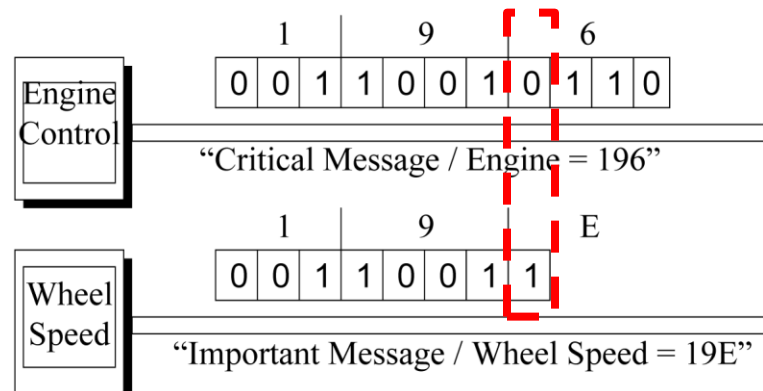 1 9 6
Engine
Control
0 0 1 1 0 0 1 0 1 1 0
“Critical Message / Engine = 196”
1 9 E
Wheel
Speed
0 0 1 1 0 0 1 1
“Important Message / Wheel Speed = 19E”